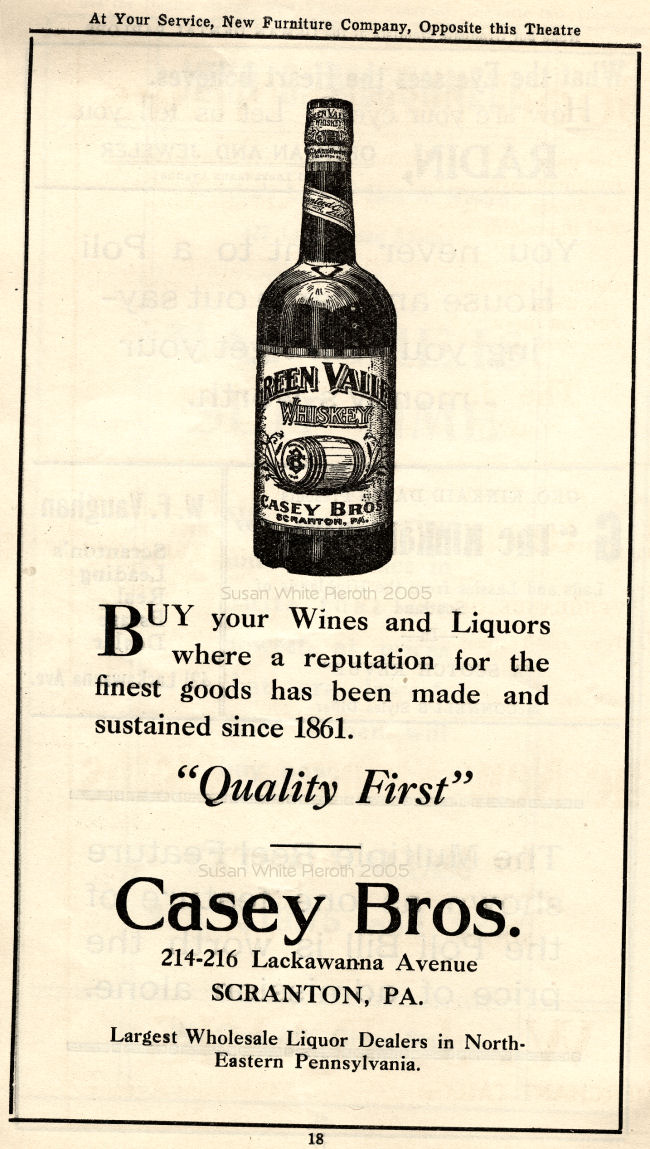 At Your Service, New Furniture Company, Opposite this Theatre
WHISKEY
GREEN VALLE
WHISKEY
CASEY BROS
SCRANTON, PA.
Susan White Pieroth 2005
BUY your Wines and Liquors
where a reputation for the
finest goods has been made and
sustained since 1861.
"Quality First"
Susan White Pieroth 2005
Casey Bros.
214-216 Lackawanna Avenue
SCRANTON, PA.
Largest Wholesale Liquor Dealers in North-
Eastern Pennsylvania.
18